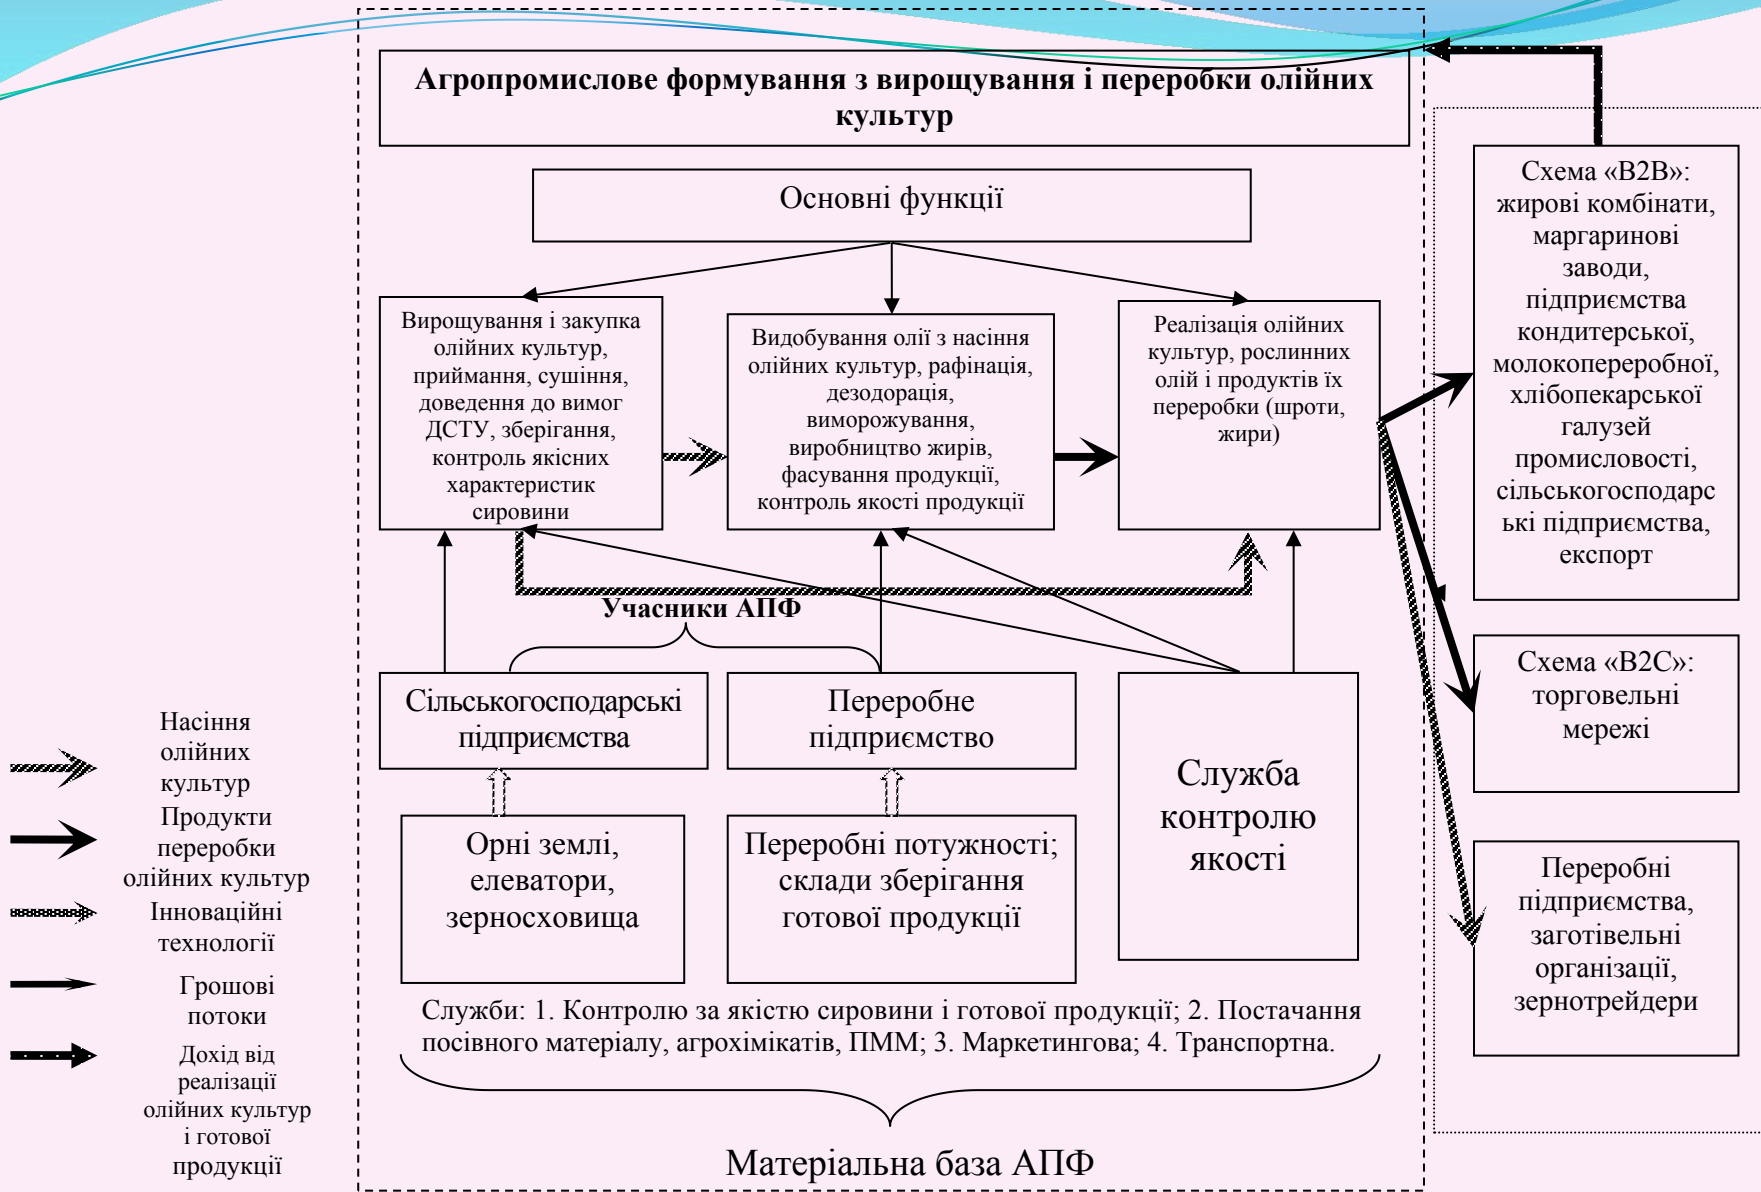 Агропромислове формування з вирощування і переробки олійних
культур
Основні функції
Вирощування і закупка
олійних культур,
приймання, сушіння,
доведення до вимог
ДСТУ, зберігання,
контроль якісних
характеристик
сировини
Видобування олії з насіння
олійних культур, рафінація,
дезодорація,
виморожування,
виробництво жирів,
фасування продукції,
контроль якості продукції
Реалізація олійних
культур, рослинних
олій і продуктів їх
переробки (шроти,
жири)
Учасники АПФ
Сільськогосподарські
підприємства
Переробне
підприємство
Служба
контролю
якості
Орні землі,
елеватори,
зерносховища
Переробні потужності;
склади зберігання
готової продукції
Служби: 1. Контролю за якістю сировини і готової продукції; 2. Постачання
посівного матеріалу, агрохімікатів, ПММ; 3. Маркетингова; 4. Транспортна.
Матеріальна база АПФ
Схема «В2В»:
жирові комбінати,
маргаринові
заводи,
підприємства
кондитерської,
молокопереробної,
хлібопекарської
галузей
промисловості,
сільськогосподарс
ькі підприємства,
експорт
Схема «В2С»:
торговельні
мережі
Переробні
підприємства,
заготівельні
організації,
зернотрейдери
Насіння
олійних
культур
Продукти
переробки
олійних культур
Інноваційні
технології
Грошові
потоки
Дохід від
реалізації
олійних культур
і готової
продукції